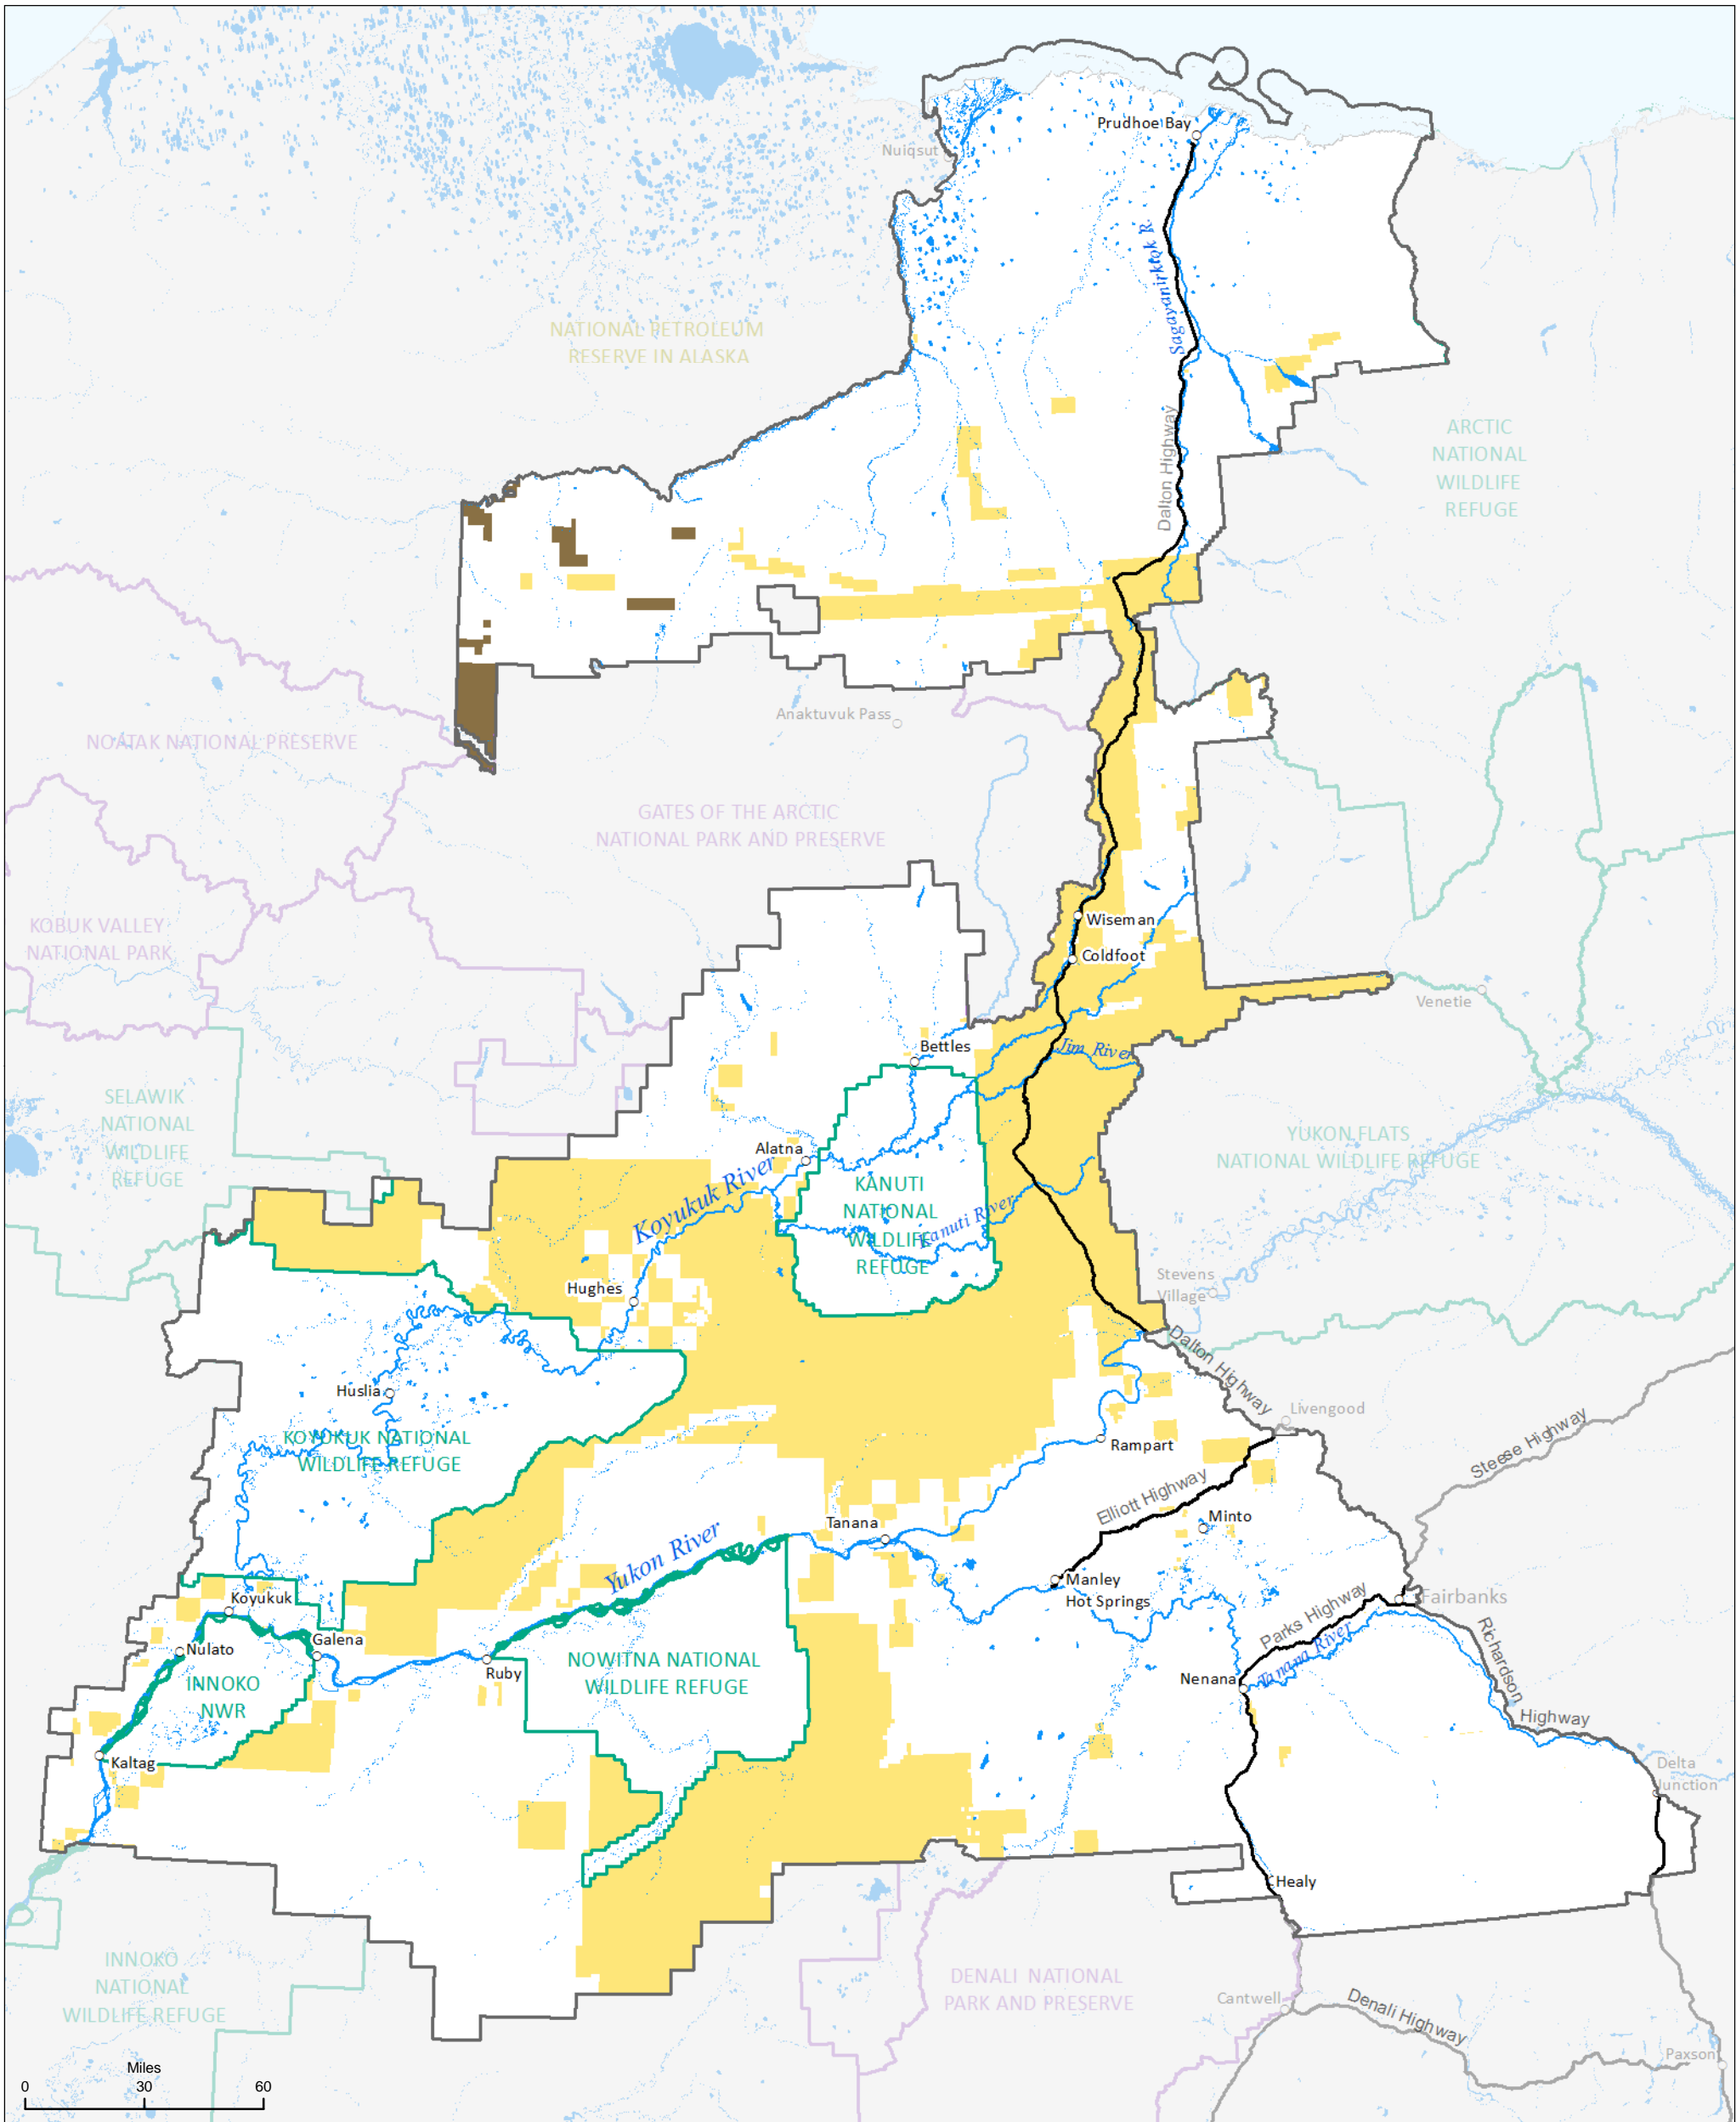 Prudhoe Bay
Nuiqsut
Sagavanirktok R.
NATIONAL PETROLEUM
RESERVE IN ALASKA
Dalton Highway
ARCTIC
NATIONAL
WILDLIFE
REFUGE
Anaktuvuk Pass
NOATAK NATIONAL PRESERVE
GATES OF THE ARCTIC
NATIONAL PARK AND PRESERVE
Wiseman
KOBUK VALLEY
NATIONAL PARK
Coldfoot
Venetie
Bettles
Jim River
SELAWIK
NATIONAL
WILDLIFE
REFUGE
YUKON FLATS
NATIONAL WILDLIFE REFUGE
Alatna
Koyukuk River
KANUTI
NATIONAL
WILDLIFE
REFUGE
Kanuti River
Hughes
Stevens
Village
Dalton Highway
Huslia
Livengood
KOYUKUK NATIONAL
WILDLIFE REFUGE
Rampart
Steese Highway
Elliott Highway
Minto
Tanana
Yukon River
Manley
Hot Springs
Fairbanks
Koyukuk
Parks Highway
Tanana River
Richardson
Highway
Nulato
Galena
Ruby
NOWITNA NATIONAL
WILDLIFE REFUGE
Nenana
INNOKO
NWR
Kaltag
Delta
Junction
Healy
INNOKO
NATIONAL
WILDLIFE REFUGE
DENALI NATIONAL
PARK AND PRESERVE
Cantwell
Denali Highway
Paxson
Miles
0 30 60